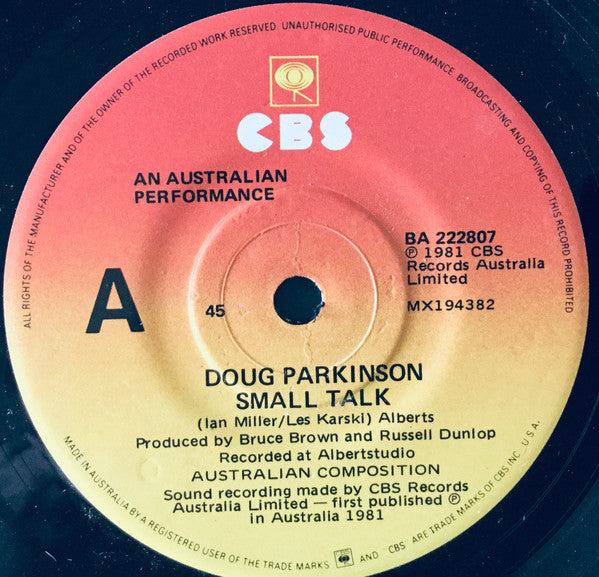 ALL RIGHTS OF THE MANUFACTURER AND OF THE OWNER OF THE RECORDED WORK RESERVED. UNAUTHORISED PUBLIC PERFORMANCE, BROADCASTING AND COPYING OF THIS RECORD PROHIBITED
CBS
AN AUSTRALIAN
PERFORMANCE
BA 222807
℗ 1981 CBS
Records Australia
Limited
A
45
MX194382
DOUG PARKINSON
SMALL TALK
(Ian Miller/Les Karski) Alberts
Produced by Bruce Brown and Russell Dunlop
Recorded at Albertstudio
AUSTRALIAN COMPOSITION
Sound recording made by CBS Records
Australia Limited — first published ℗
in Australia 1981
MADE IN AUSTRALIA BY A REGISTERED USER OF THE TRADE MARKS CBS AND "CBS" ARE TRADE MARKS OF CBS INC. U.S.A.